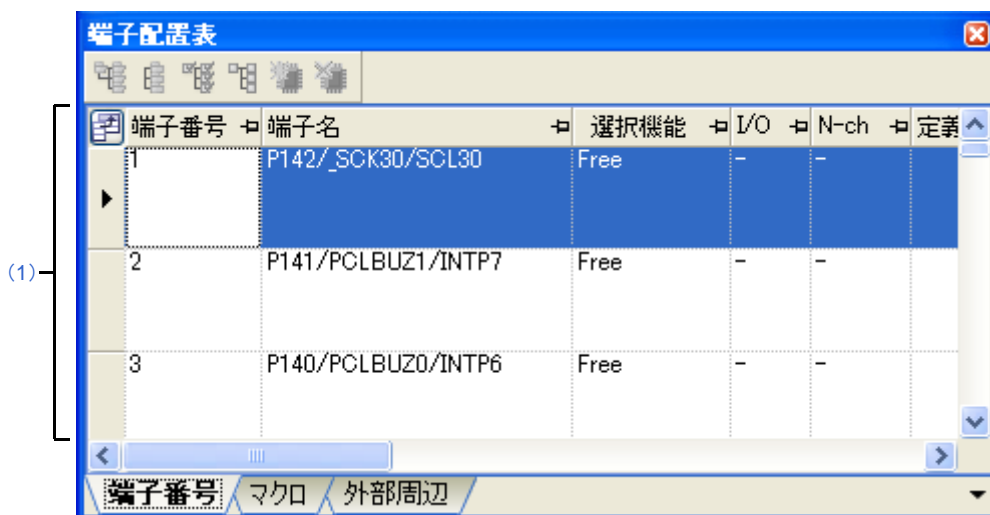 端子配置表
端子番号 端子名 選択機能 I/O N-ch 定義
1 P142/_SCK30/SCL30 Free - -
(1)
2 P141/PCLBUZ1/INTP7 Free - -
3 P140/PCLBUZ0/INTP6 Free - -
端子番号 マクロ 外部周辺